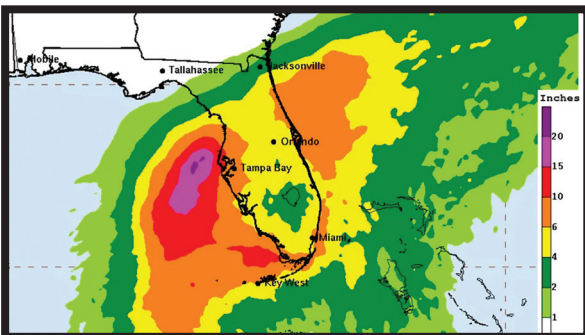 Mobile
Tallahassee
Jacksonville
Orlando
Tampa Bay
Miami
Key West
Inches
20
15
10
6
4
2
1